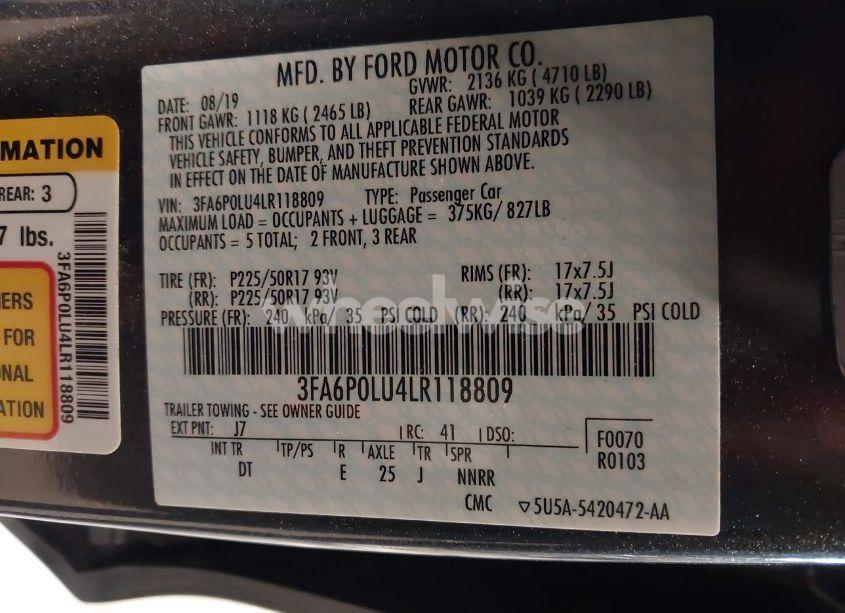 MFD. BY FORD MOTOR CO.
DATE: 08/19 GVWR: 2136 KG ( 4710 LB)
FRONT GAWR: 1118 KG ( 2465 LB) REAR GAWR: 1039 KG ( 2290 LB)
THIS VEHICLE CONFORMS TO ALL APPLICABLE FEDERAL MOTOR
VEHICLE SAFETY, BUMPER, AND THEFT PREVENTION STANDARDS
IN EFFECT ON THE DATE OF MANUFACTURE SHOWN ABOVE.
VIN: 3FA6P0LU4LR118809 TYPE: Passenger Car
MAXIMUM LOAD = OCCUPANTS + LUGGAGE = 375KG/ 827LB
OCCUPANTS = 5 TOTAL; 2 FRONT, 3 REAR
TIRE (FR): P225/50R17 93V RIMS (FR): 17x7.5J
(RR): P225/50R17 93V (RR): 17x7.5J
PRESSURE (FR): 240 kPa/ 35 PSI COLD (RR): 240 kPa/ 35 PSI COLD
3FA6P0LU4LR118809
TRAILER TOWING - SEE OWNER GUIDE
EXT PNT: J7 RC: 41 DSO: F0070
INT TR TP/PS R AXLE TR SPR R0103
DT E 25 J NNRR
CMC ▽5U5A-5420472-AA
MATION
REAR: 3
7 lbs.
3FA6P0LU4LR118809
FOR
ONAL
ATION
wheelwise